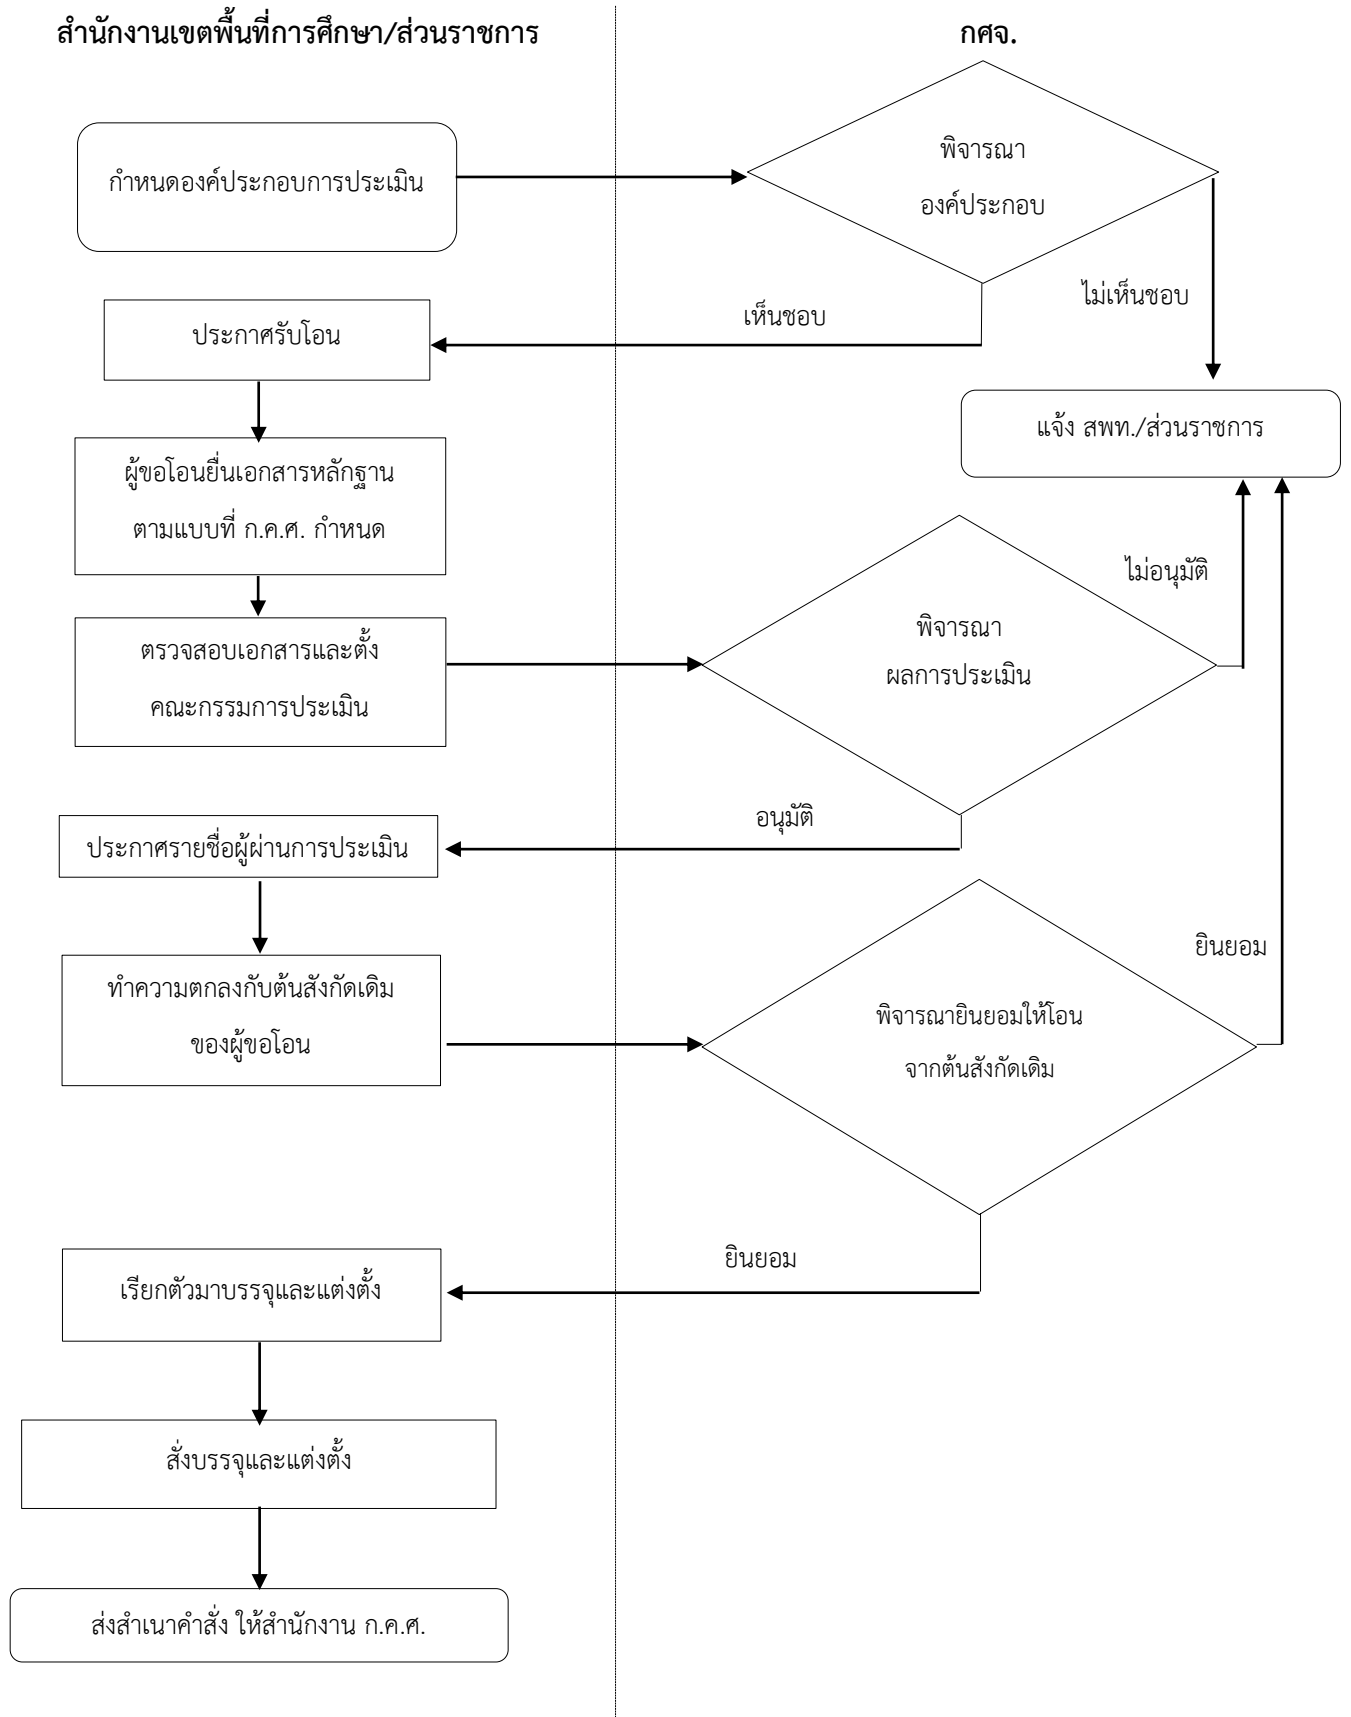 สำนักงานเขตพื้นที่การศึกษา/ส่วนราชการ
กศจ.
กำหนดองค์ประกอบการประเมิน
พิจารณา
องค์ประกอบ
ไม่เห็นชอบ
เห็นชอบ
ประกาศรับโอน
แจ้ง สพท./ส่วนราชการ
ผู้ขอโอนยื่นเอกสารหลักฐาน
ตามแบบที่ ก.ค.ศ. กำหนด
ไม่อนุมัติ
ตรวจสอบเอกสารและตั้ง
คณะกรรมการประเมิน
พิจารณา
ผลการประเมิน
อนุมัติ
ประกาศรายชื่อผู้ผ่านการประเมิน
ยินยอม
ทำความตกลงกับต้นสังกัดเดิม
ของผู้ขอโอน
พิจารณายินยอมให้โอน
จากต้นสังกัดเดิม
ยินยอม
เรียกตัวมาบรรจุและแต่งตั้ง
สั่งบรรจุและแต่งตั้ง
ส่งสำเนาคำสั่ง ให้สำนักงาน ก.ค.ศ.